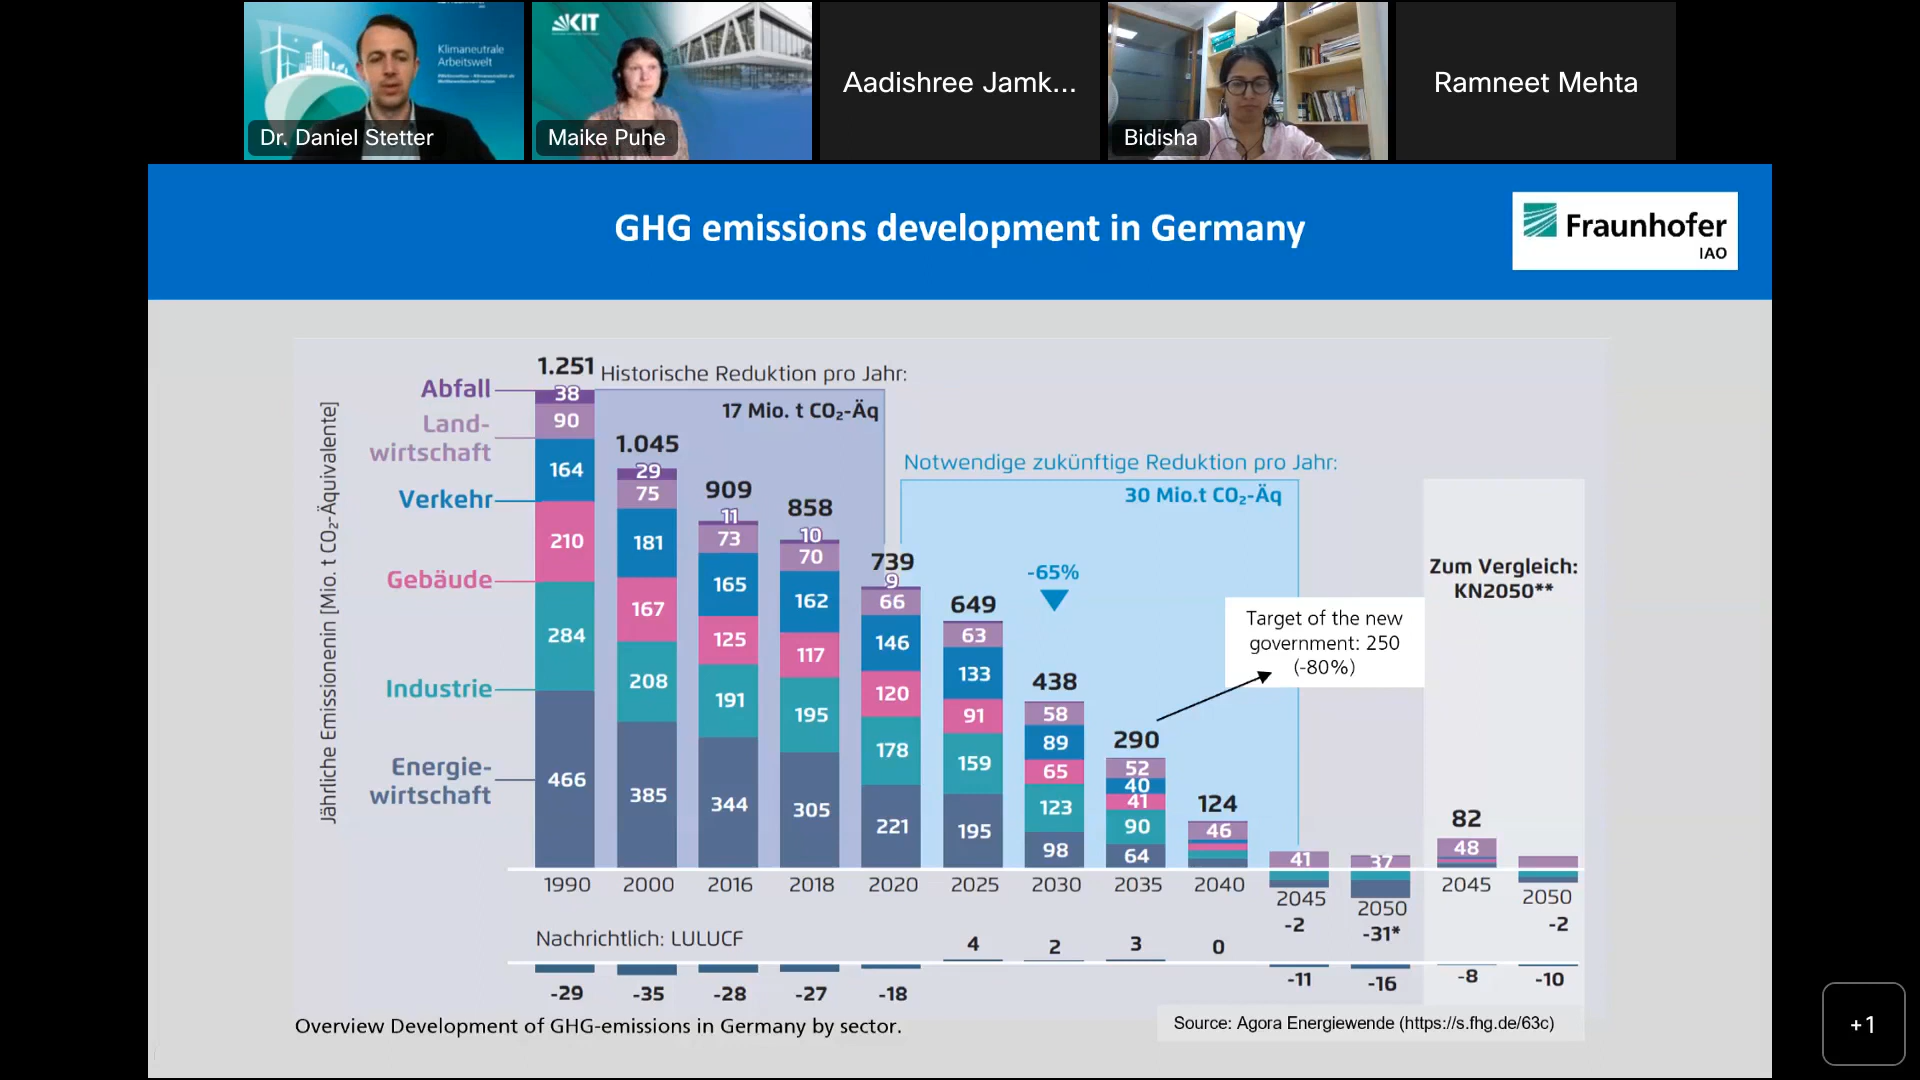 Klimaneutrale
Arbeitswelt
Dr. Daniel Stetter
KIT
Maike Puhe
Aadishree Jamk...
Bidisha
Ramneet Mehta
GHG emissions development in Germany
Fraunhofer
IAO
Jährliche Emissionenin [Mio. t CO₂-Äquivalente]
Abfall
Land-
wirtschaft
Verkehr
Gebäude
Industrie
Energie-
wirtschaft
Historische Reduktion pro Jahr:
17 Mio. t CO₂-Äq
Notwendige zukünftige Reduktion pro Jahr:
30 Mio.t CO₂-Äq
-65%
Target of the new
government: 250
(-80%)
Zum Vergleich:
KN2050**
1.251
38
90
164
210
284
466
1.045
29
75
181
167
208
385
909
11
73
165
125
191
344
858
10
70
162
117
195
305
739
9
66
146
120
178
221
649
63
133
91
159
195
438
58
89
65
123
98
290
52
40
41
90
64
124
46
41
37
82
48
1990 2000 2016 2018 2020 2025 2030 2035 2040 2045 2050 2045 2050
-2 -31* -2
Nachrichtlich: LULUCF
4 2 3 0
-29 -35 -28 -27 -18 -11 -16 -8 -10
Overview Development of GHG-emissions in Germany by sector.
Source: Agora Energiewende (https://s.fhg.de/63c)
+1